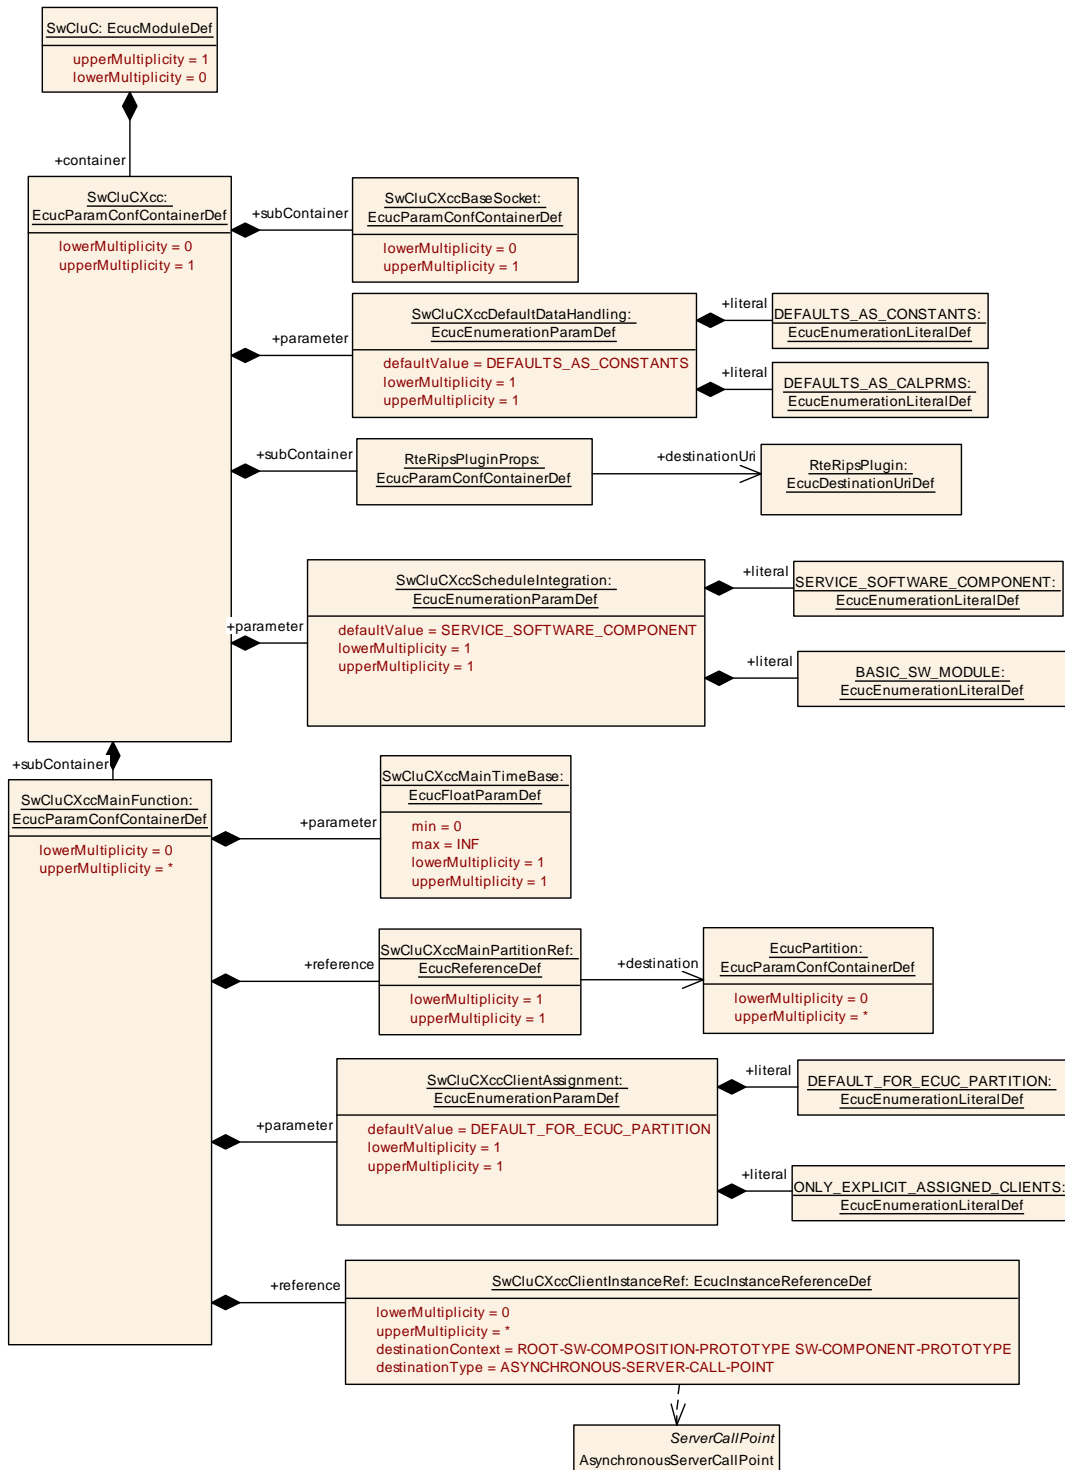 SwCluC: EcucModuleDef
upperMultiplicity = 1
lowerMultiplicity = 0
+container
SwCluCXcc:
EcucParamConfContainerDef
lowerMultiplicity = 0
upperMultiplicity = 1
+subContainer
SwCluCXccBaseSocket:
EcucParamConfContainerDef
lowerMultiplicity = 0
upperMultiplicity = 1
+parameter
SwCluCXccDefaultDataHandling:
EcucEnumerationParamDef
defaultValue = DEFAULTS_AS_CONSTANTS
lowerMultiplicity = 1
upperMultiplicity = 1
+literal
DEFAULTS_AS_CONSTANTS:
EcucEnumerationLiteralDef
+literal
DEFAULTS_AS_CALPRMS:
EcucEnumerationLiteralDef
+subContainer
RteRipsPluginProps:
EcucParamConfContainerDef
+destinationUri
RteRipsPlugin:
EcucDestinationUriDef
+parameter
SwCluCXccScheduleIntegration:
EcucEnumerationParamDef
defaultValue = SERVICE_SOFTWARE_COMPONENT
lowerMultiplicity = 1
upperMultiplicity = 1
+literal
SERVICE_SOFTWARE_COMPONENT:
EcucEnumerationLiteralDef
+literal
BASIC_SW_MODULE:
EcucEnumerationLiteralDef
+subContainer
SwCluCXccMainFunction:
EcucParamConfContainerDef
lowerMultiplicity = 0
upperMultiplicity = *
+parameter
SwCluCXccMainTimeBase:
EcucFloatParamDef
min = 0
max = INF
lowerMultiplicity = 1
upperMultiplicity = 1
+reference
SwCluCXccMainPartitionRef:
EcucReferenceDef
lowerMultiplicity = 1
upperMultiplicity = 1
+destination
EcucPartition:
EcucParamConfContainerDef
lowerMultiplicity = 0
upperMultiplicity = *
+parameter
SwCluCXccClientAssignment:
EcucEnumerationParamDef
defaultValue = DEFAULT_FOR_ECUC_PARTITION
lowerMultiplicity = 1
upperMultiplicity = 1
+literal
DEFAULT_FOR_ECUC_PARTITION:
EcucEnumerationLiteralDef
+literal
ONLY_EXPLICIT_ASSIGNED_CLIENTS:
EcucEnumerationLiteralDef
+reference
SwCluCXccClientInstanceRef: EcucInstanceReferenceDef
lowerMultiplicity = 0
upperMultiplicity = *
destinationContext = ROOT-SW-COMPOSITION-PROTOTYPE SW-COMPONENT-PROTOTYPE
destinationType = ASYNCHRONOUS-SERVER-CALL-POINT
ServerCallPoint
AsynchronousServerCallPoint